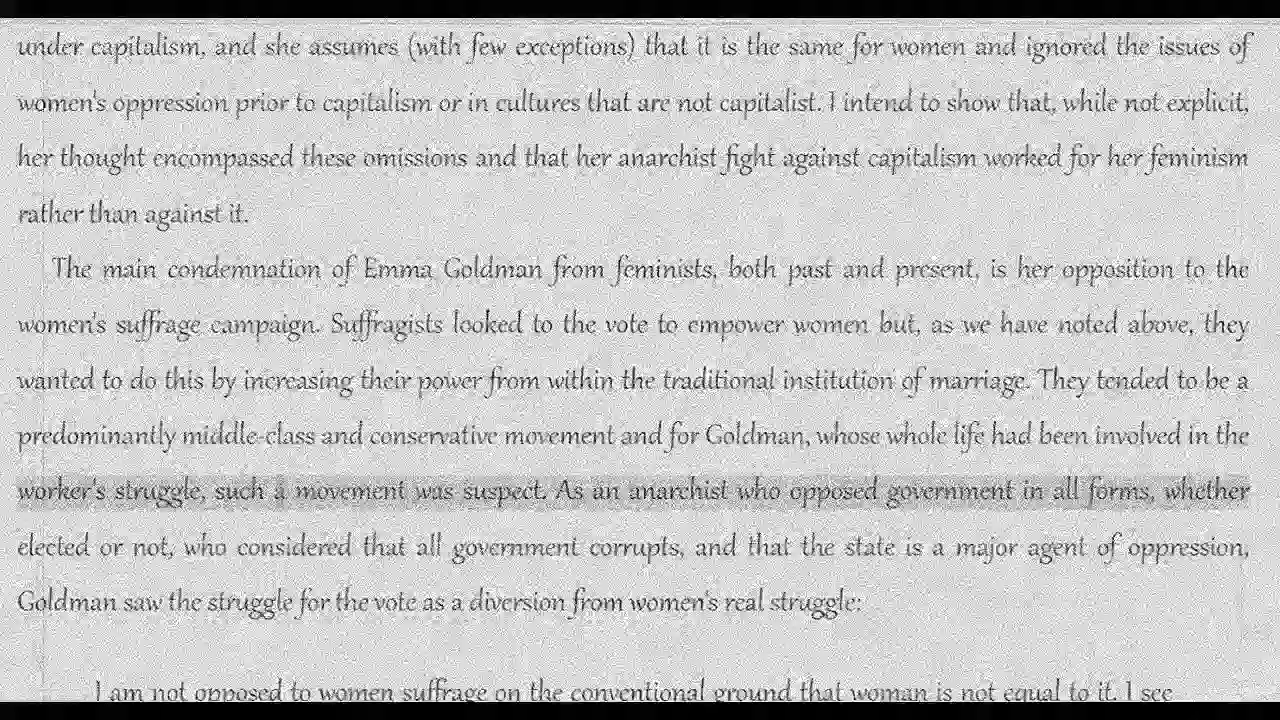 under capitalism, and she assumes (with few exceptions) that it is the same for women and ignored the issues of
women's oppression prior to capitalism or in cultures that are not capitalist. I intend to show that, while not explicit,
her thought encompassed these omissions and that her anarchist fight against capitalism worked for her feminism
rather than against it.
The main condemnation of Emma Goldman from feminists, both past and present, is her opposition to the
women's suffrage campaign. Suffragists looked to the vote to empower women but, as we have noted above, they
wanted to do this by increasing their power from within the traditional institution of marriage. They tended to be a
predominantly middle-class and conservative movement and for Goldman, whose whole life had been involved in the
worker's struggle, such a movement was suspect. As an anarchist who opposed government in all forms, whether
elected or not, who considered that all government corrupts, and that the state is a major agent of oppression,
Goldman saw the struggle for the vote as a diversion from women's real struggle:
I am not opposed to women suffrage on the conventional ground that woman is not equal to it. I see